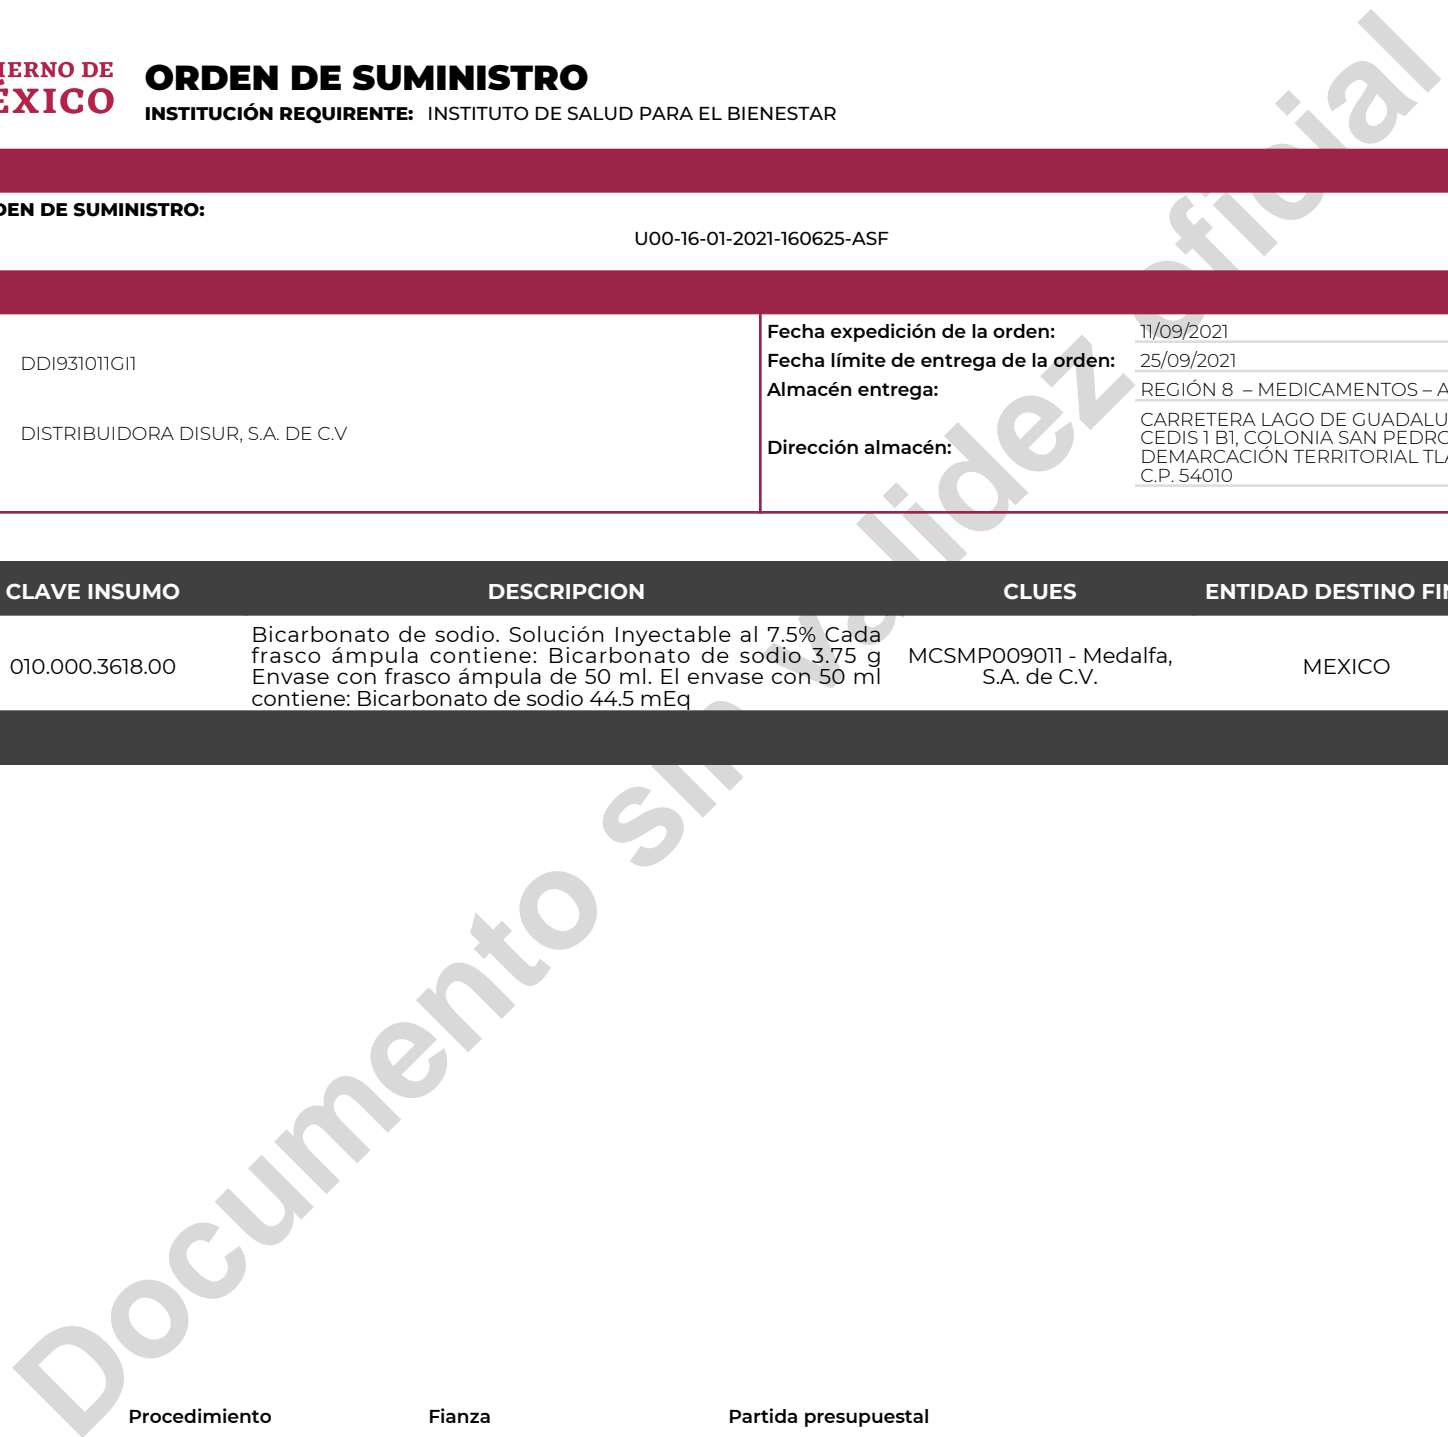 IERNO DE
ÉXICO
ORDEN DE SUMINISTRO
INSTITUCIÓN REQUIRENTE: INSTITUTO DE SALUD PARA EL BIENESTAR
DEN DE SUMINISTRO:
U00-16-01-2021-160625-ASF
DDI931011GI1
DISTRIBUIDORA DISUR, S.A. DE C.V
Fecha expedición de la orden: 11/09/2021
Fecha límite de entrega de la orden: 25/09/2021
Almacén entrega: REGIÓN 8 – MEDICAMENTOS – A
Dirección almacén:
CARRETERA LAGO DE GUADALU
CEDIS 1 B1, COLONIA SAN PEDRO
DEMARCACIÓN TERRITORIAL TLA
C.P. 54010
CLAVE INSUMO DESCRIPCION CLUES ENTIDAD DESTINO FIN
010.000.3618.00
Bicarbonato de sodio. Solución Inyectable al 7.5% Cada
frasco ámpula contiene: Bicarbonato de sodio 3.75 g
Envase con frasco ámpula de 50 ml. El envase con 50 ml
contiene: Bicarbonato de sodio 44.5 mEq
MCSMP009011 - Medalfa,
S.A. de C.V.
MEXICO
Documento sin validez oficial
Procedimiento Fianza Partida presupuestal